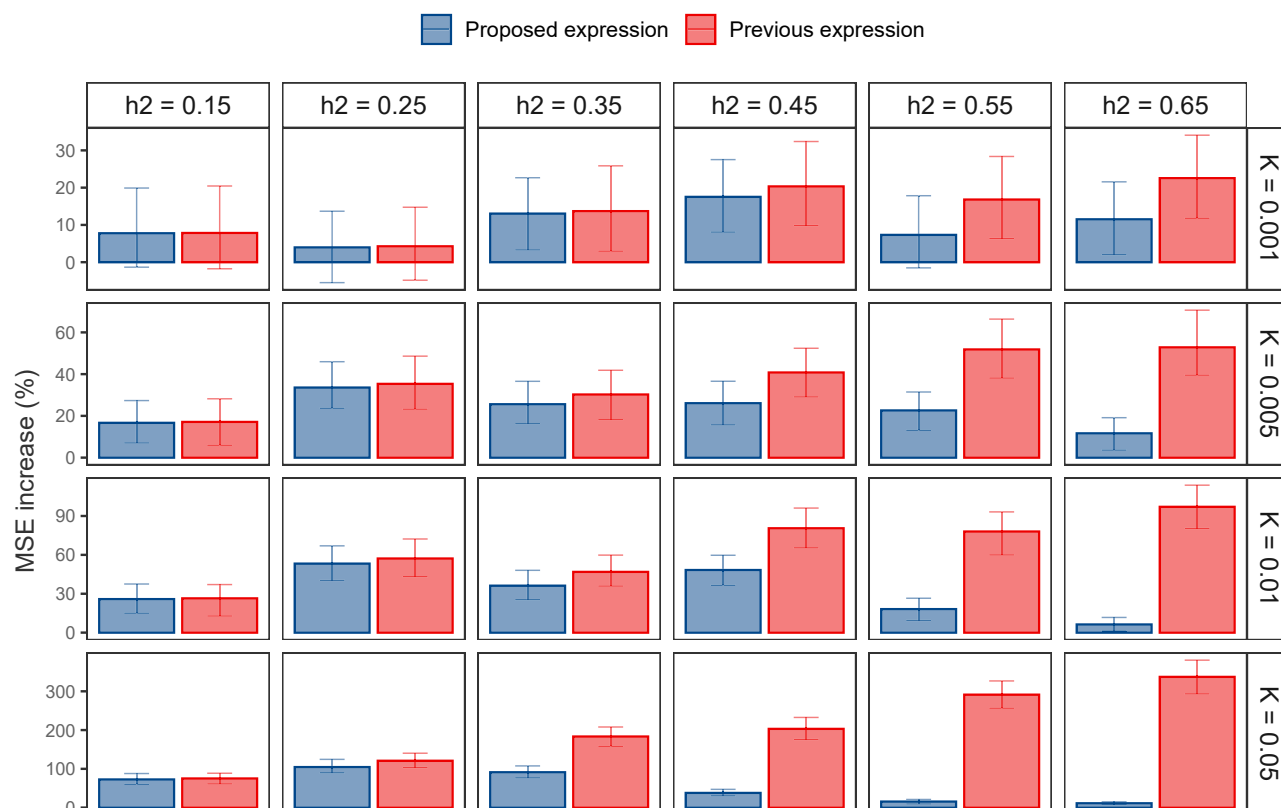 Proposed expression Previous expression
h2 = 0.15 h2 = 0.25 h2 = 0.35 h2 = 0.45 h2 = 0.55 h2 = 0.65
MSE increase (%)
30
20
10
0
K = 0.001
60
40
20
0
K = 0.005
90
60
30
0
K = 0.01
300
200
100
0
K = 0.05